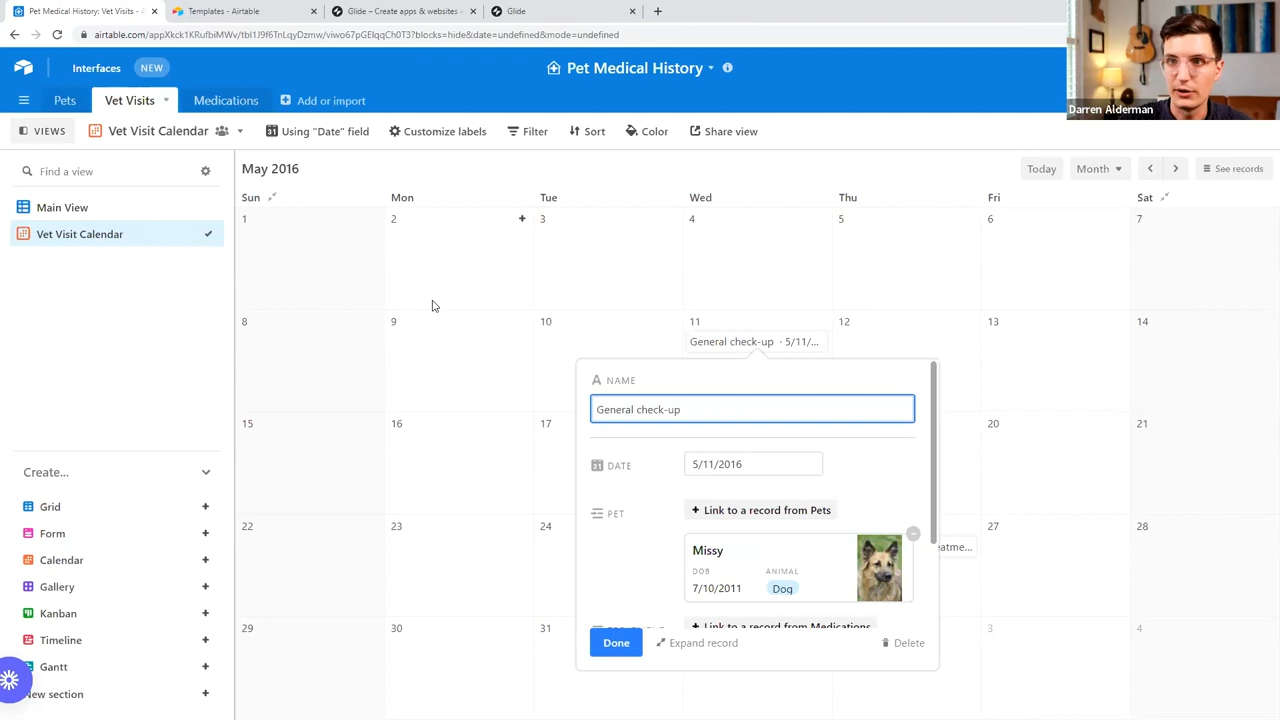 Pet Medical History: Vet Visits - A
Templates - Airtable
Glide – Create apps & websites
Glide
airtable.com/appXkck1KRufbiMWv/tbl1J9f6TnLqyDzmw/viwo67pGElqqCh0T3?blocks=hide&date=undefined&mode=undefined
Interfaces NEW
Pet Medical History
Pets Vet Visits Medications Add or import
Darren Alderman
VIEWS Vet Visit Calendar Using "Date" field Customize labels Filter Sort Color Share view
Find a view
Main View
Vet Visit Calendar
Create...
Grid
Form
Calendar
Gallery
Kanban
Timeline
Gantt
New section
May 2016 Today Month See records
Sun Mon Tue Wed Thu Fri Sat
1 2 3 4 5 6 7
8 9 10 11 12 13 14
General check-up · 5/11/...
15 16 17 20 21
22 23 24 27 28
eatme...
29 30 31 3 4
NAME
General check-up
DATE 5/11/2016
PET + Link to a record from Pets
Missy
DOB ANIMAL
7/10/2011 Dog
+ Link to a record from Medications
Done Expand record Delete